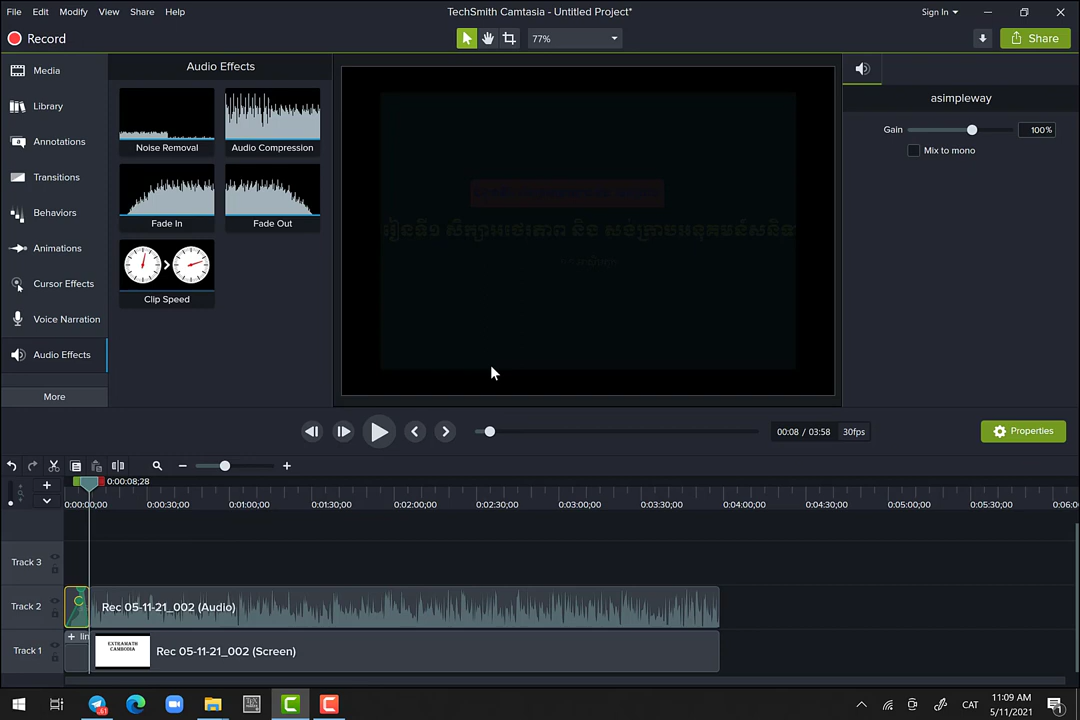 File Edit Modify View Share Help
TechSmith Camtasia - Untitled Project*
Sign In
Record
77%
Share
Media
Library
Annotations
Transitions
Behaviors
Animations
Cursor Effects
Voice Narration
Audio Effects
More
Audio Effects
Noise Removal
Audio Compression
Fade In
Fade Out
Clip Speed
asimpleway
Gain
100%
Mix to mono
00:08 / 03:58
30fps
Properties
0:00:08;28
0:00:00;00 0:00:30;00 0:01:00;00 0:01:30;00 0:02:00;00 0:02:30;00 0:03:00;00 0:03:30;00 0:04:00;00 0:04:30;00 0:05:00;00 0:05:30;00 0:06:0
Track 3
Track 2
Rec 05-11-21_002 (Audio)
Track 1
EXTRAMATH
CAMBODIA
Rec 05-11-21_002 (Screen)
CAT
11:09 AM
5/11/2021